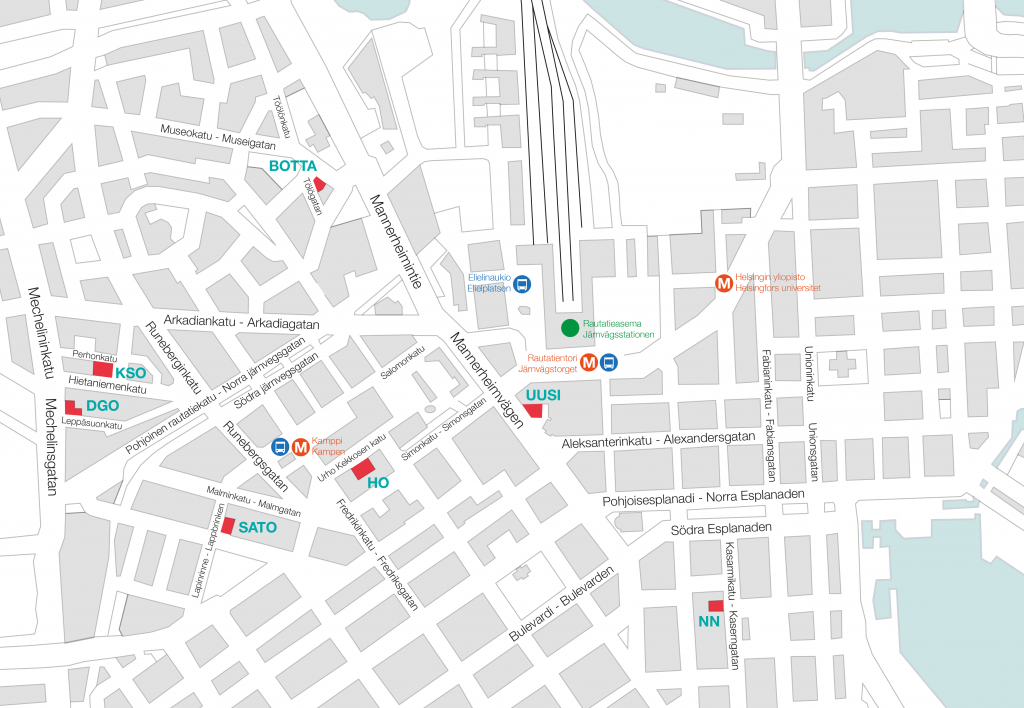 Töölönkatu
Museokatu - Museigatan
BOTTA
Tölögatan
Mannerheimintie
Elielinaukio
Elielplatsen
M
Helsingin yliopisto
Helsingfors universitet
Mechelininkatu
Arkadiankatu - Arkadiagatan
Runeberginkatu
Rautatieasema
Järnvägsstationen
Mannerheimvägen
Perhonkatu
KSO
Hietaniemenkatu
Pohjoinen rautatiekatu - Norra järnvegsgatan
Södra järnvegsgatan
Salomonkatu
Rautatientori
Järnvägstorget
M
Fabianinkatu - Fabiansgatan
Unioninkatu
Mechelinsgatan
DGO
Leppäsuonkatu
UUSI
Simonkatu - Simonsgatan
Runebergsgatan
M
Kamppi
Kampen
Urho Kekkosen katu
HO
Aleksanterinkatu - Alexandersgatan
Unionsgatan
Malminkatu - Malmgatan
Pohjoisesplanadi - Norra Esplanaden
Fredrikinkatu - Fredriksgatan
SATO
Lapinrinne - Lappbrinken
Södra Esplanaden
Kasarmikatu - Kaserngatan
Bulevardi - Bulevarden
NN